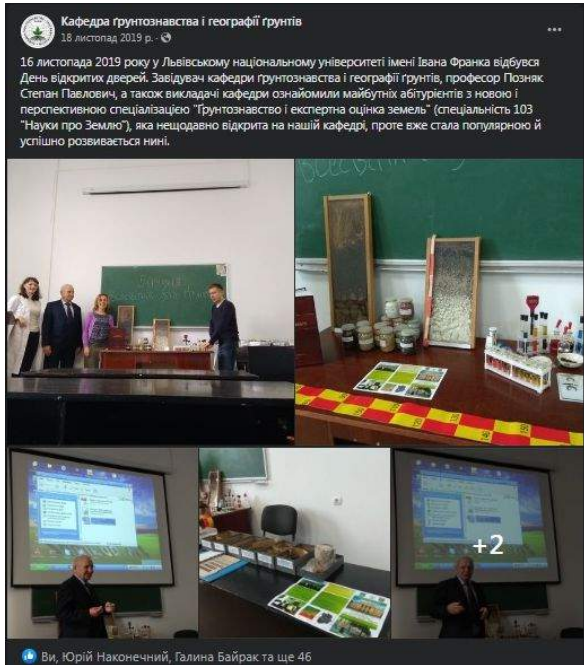 Кафедра ґрунтознавства і географії ґрунтів
18 листопад 2019 р. ·
16 листопада 2019 року у Львівському національному університеті імені Івана Франка відбувся
День відкритих дверей. Завідувач кафедри ґрунтознавства і географії ґрунтів, професор Позняк
Степан Павлович, а також викладачі кафедри ознайомили майбутніх абітурієнтів з новою і
перспективною спеціалізацією "Ґрунтознавство і експертна оцінка земель" (спеціальність 103
"Науки про Землю"), яка нещодавно відкрита на нашій кафедрі, проте вже стала популярною й
успішно розвивається нині.
+2
Ви, Юрій Наконечний, Галина Байрак та ще 46